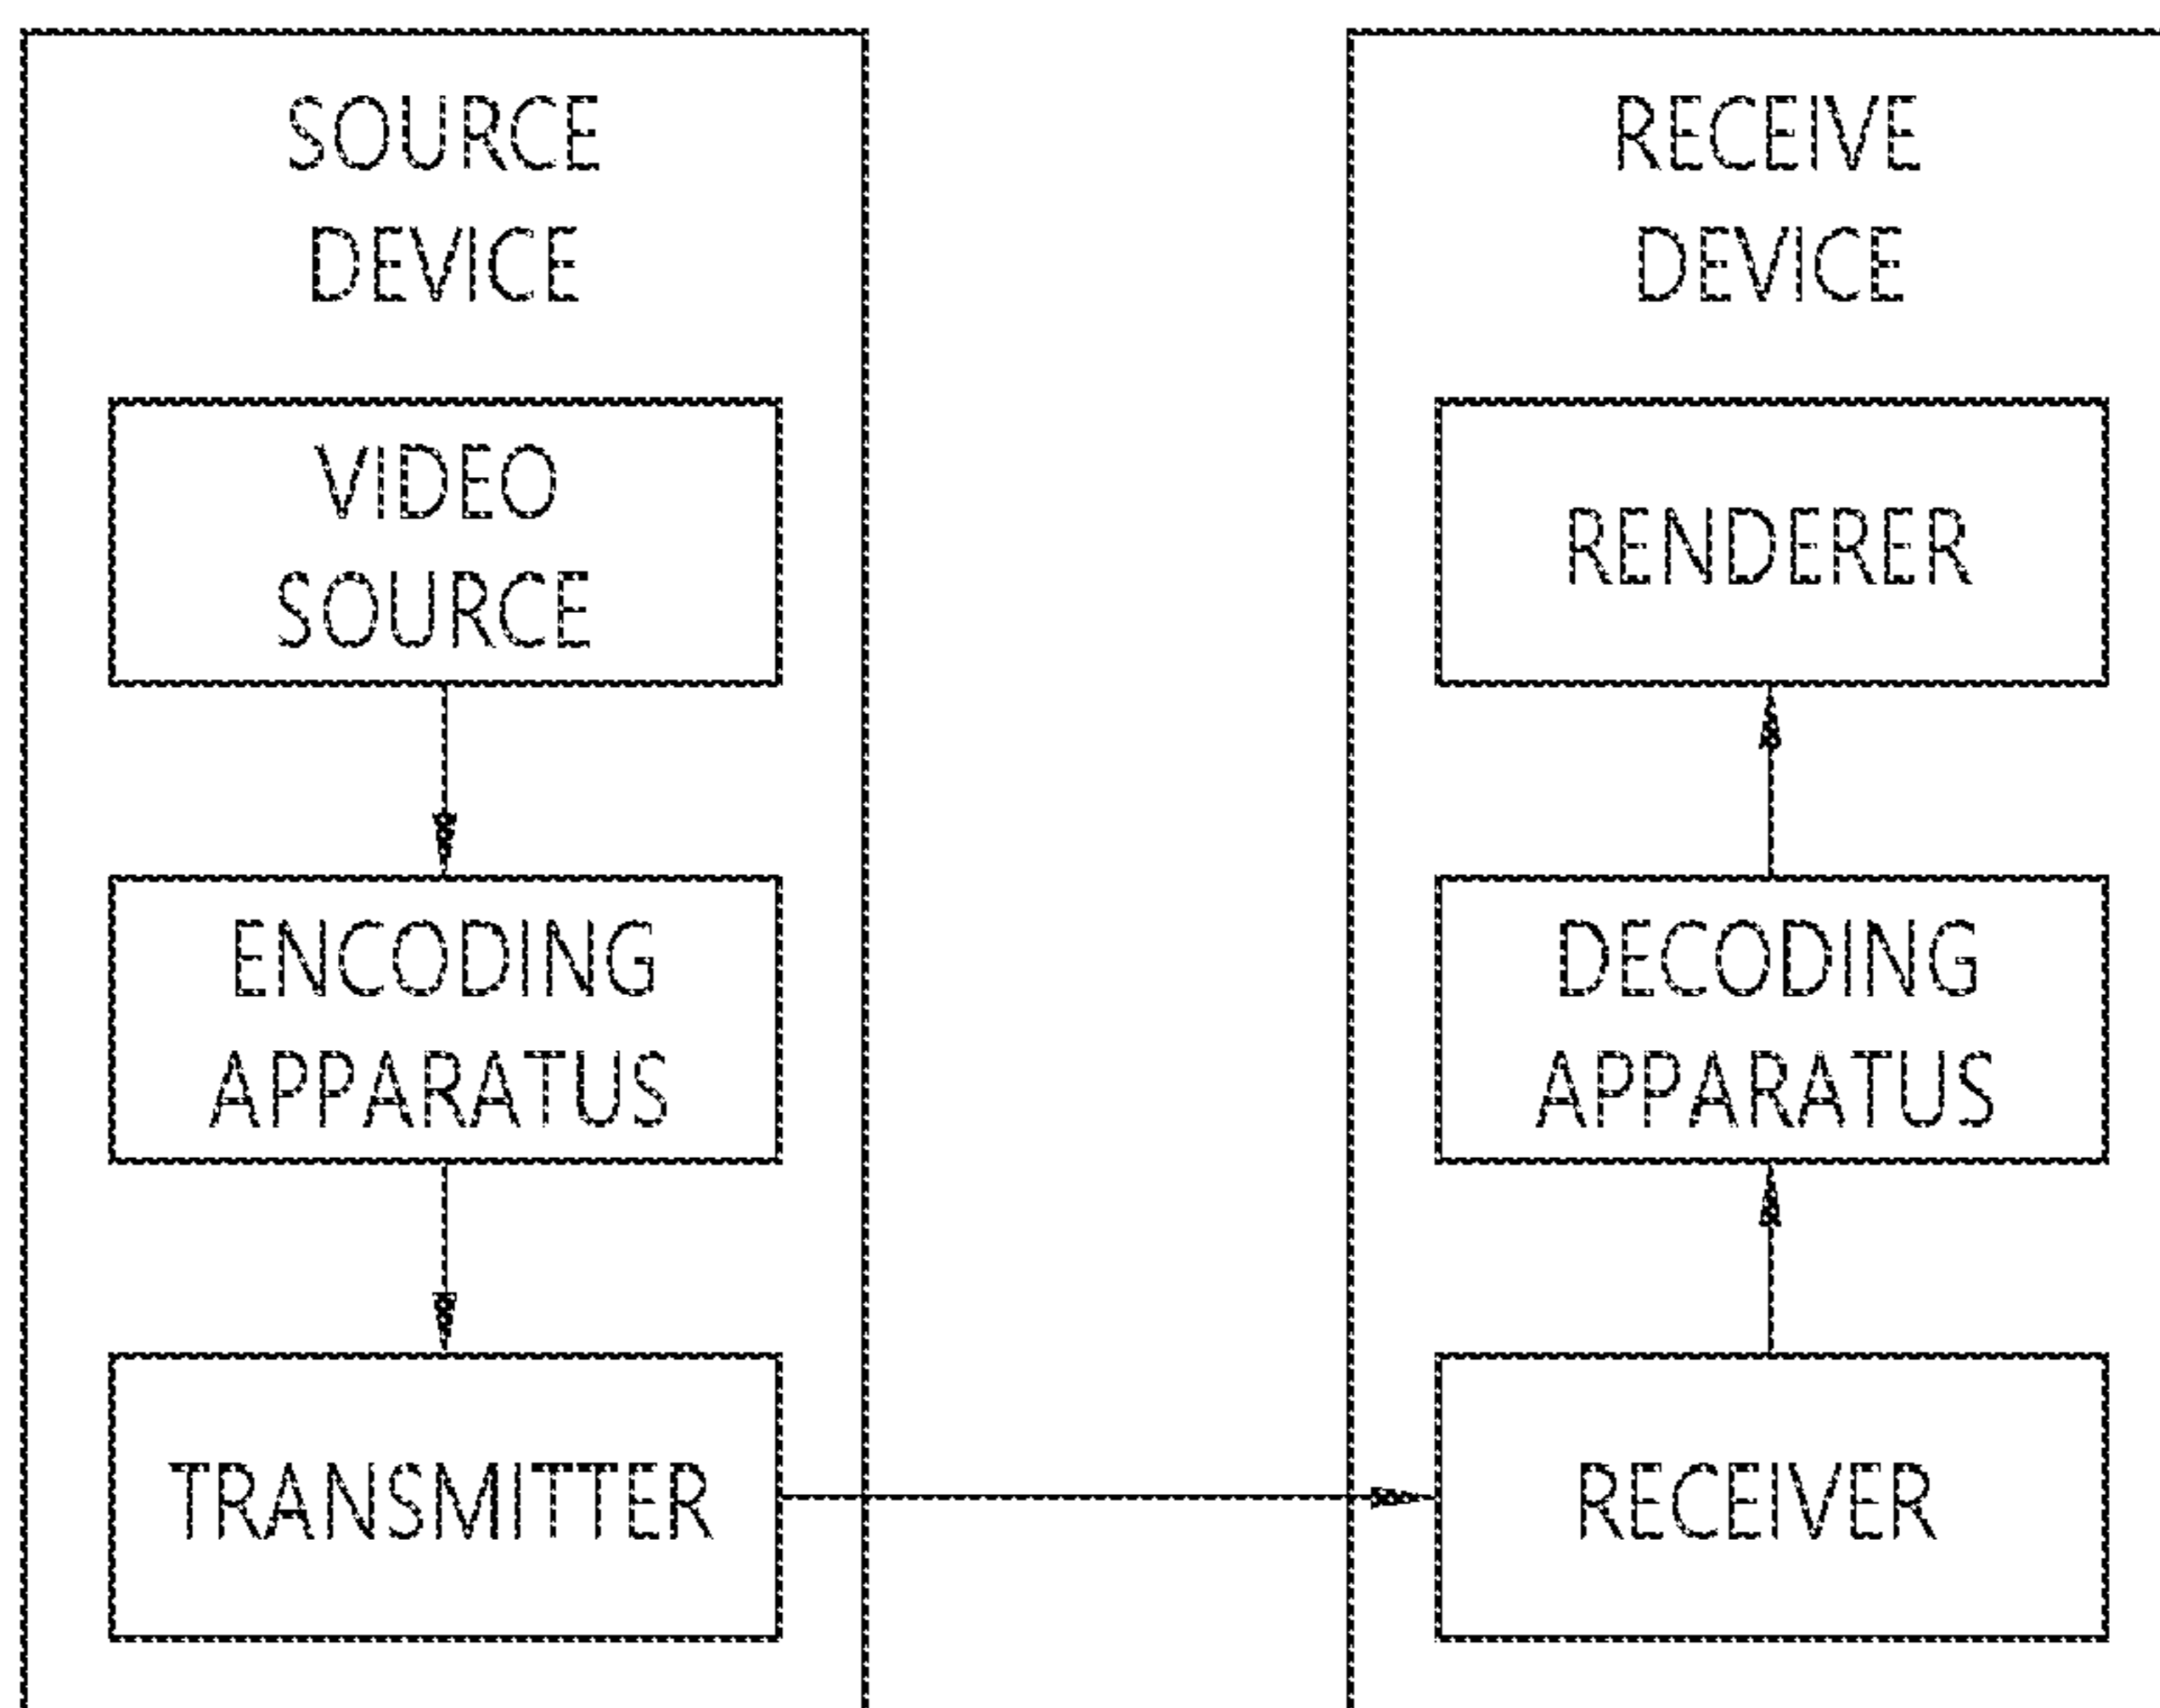 SOURCE
DEVICE
VIDEO
SOURCE
ENCODING
APPARATUS
TRANSMITTER
RECEIVE
DEVICE
RENDERER
DECODING
APPARATUS
RECEIVER